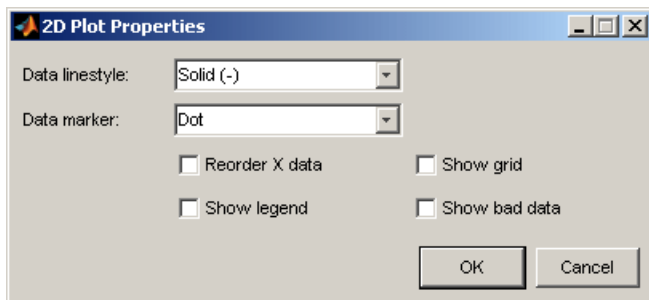 2D Plot Properties
Data linestyle: Solid (-)
Data marker: Dot
Reorder X data Show grid
Show legend Show bad data
OK Cancel